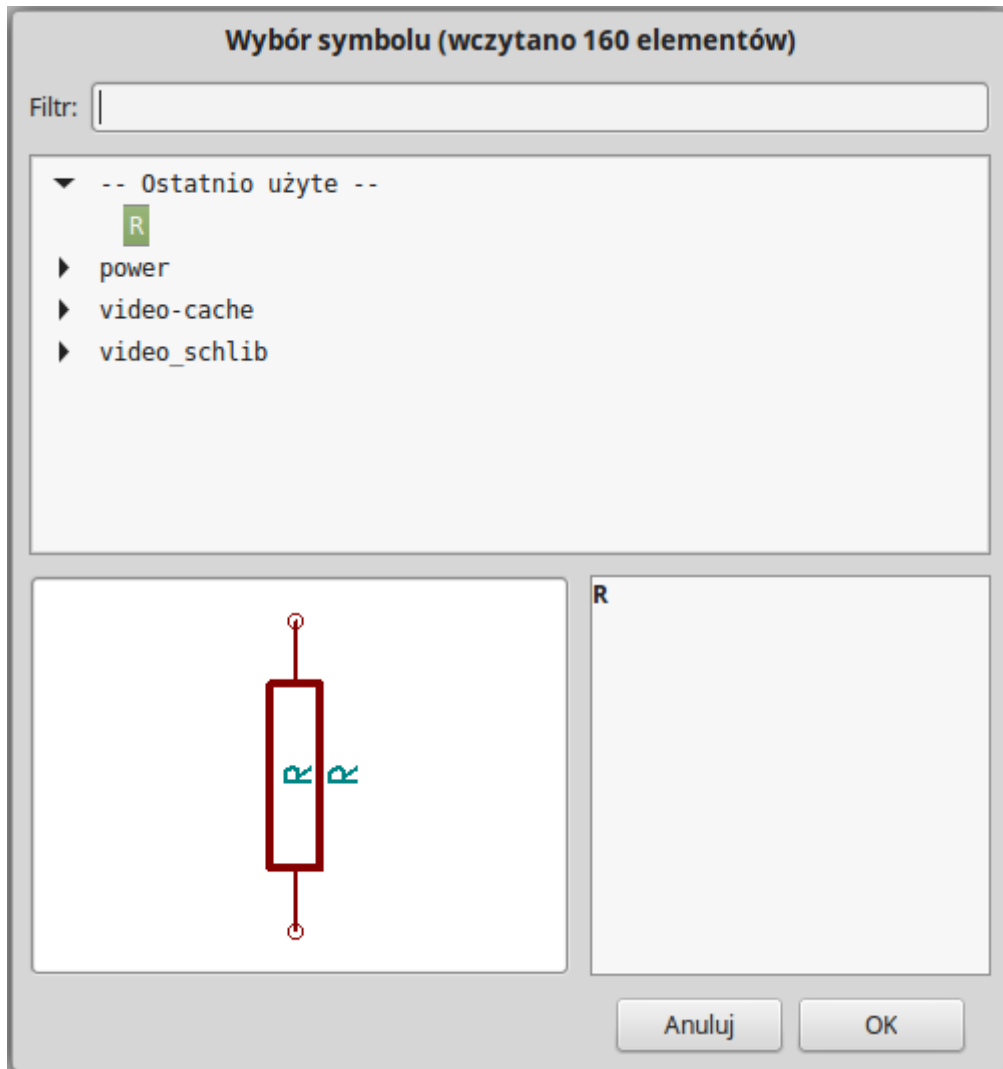 Wybór symbolu (wczytano 160 elementów)
Filtr:
-- Ostatnio użyte --
R
power
video-cache
video_schlib
R R
R
Anuluj OK